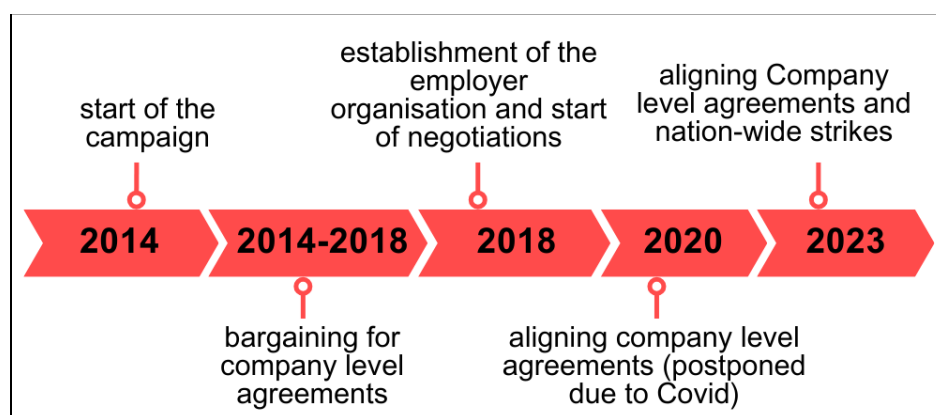 start of the
campaign
establishment of the
employer
organisation and start
of negotiations
aligning Company
level agreements and
nation-wide strikes
2014
2014-2018
2018
2020
2023
bargaining for
company level
agreements
aligning company level
agreements (postponed
due to Covid)